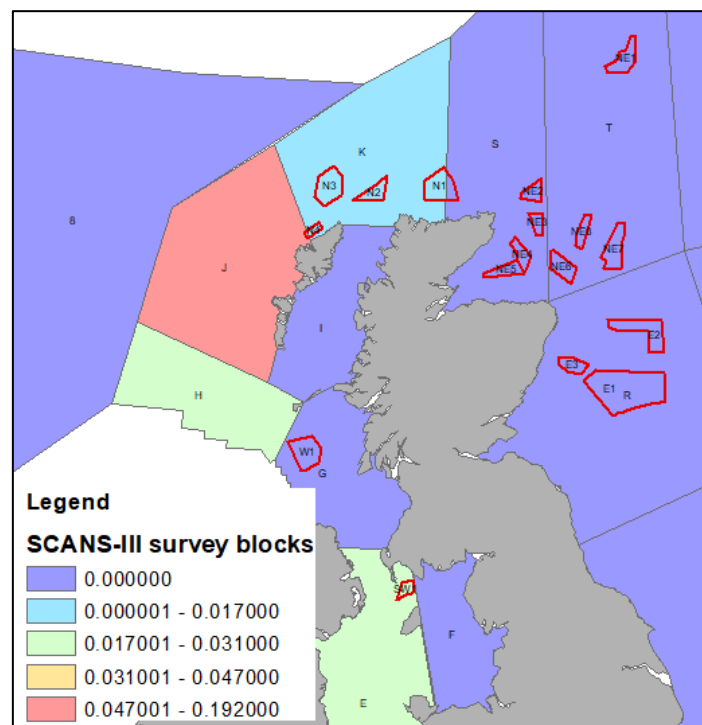 NE1
K
S
T
N3
N2
N1
NE2
8
N4
NE3
NE8
NE7
J
NE4
NE5
NE6
I
E2
E3
H
E1
R
W1
G
Legend
SCANS-III survey blocks
0.000000
0.000001 - 0.017000
0.017001 - 0.031000
0.031001 - 0.047000
0.047001 - 0.192000
F
E